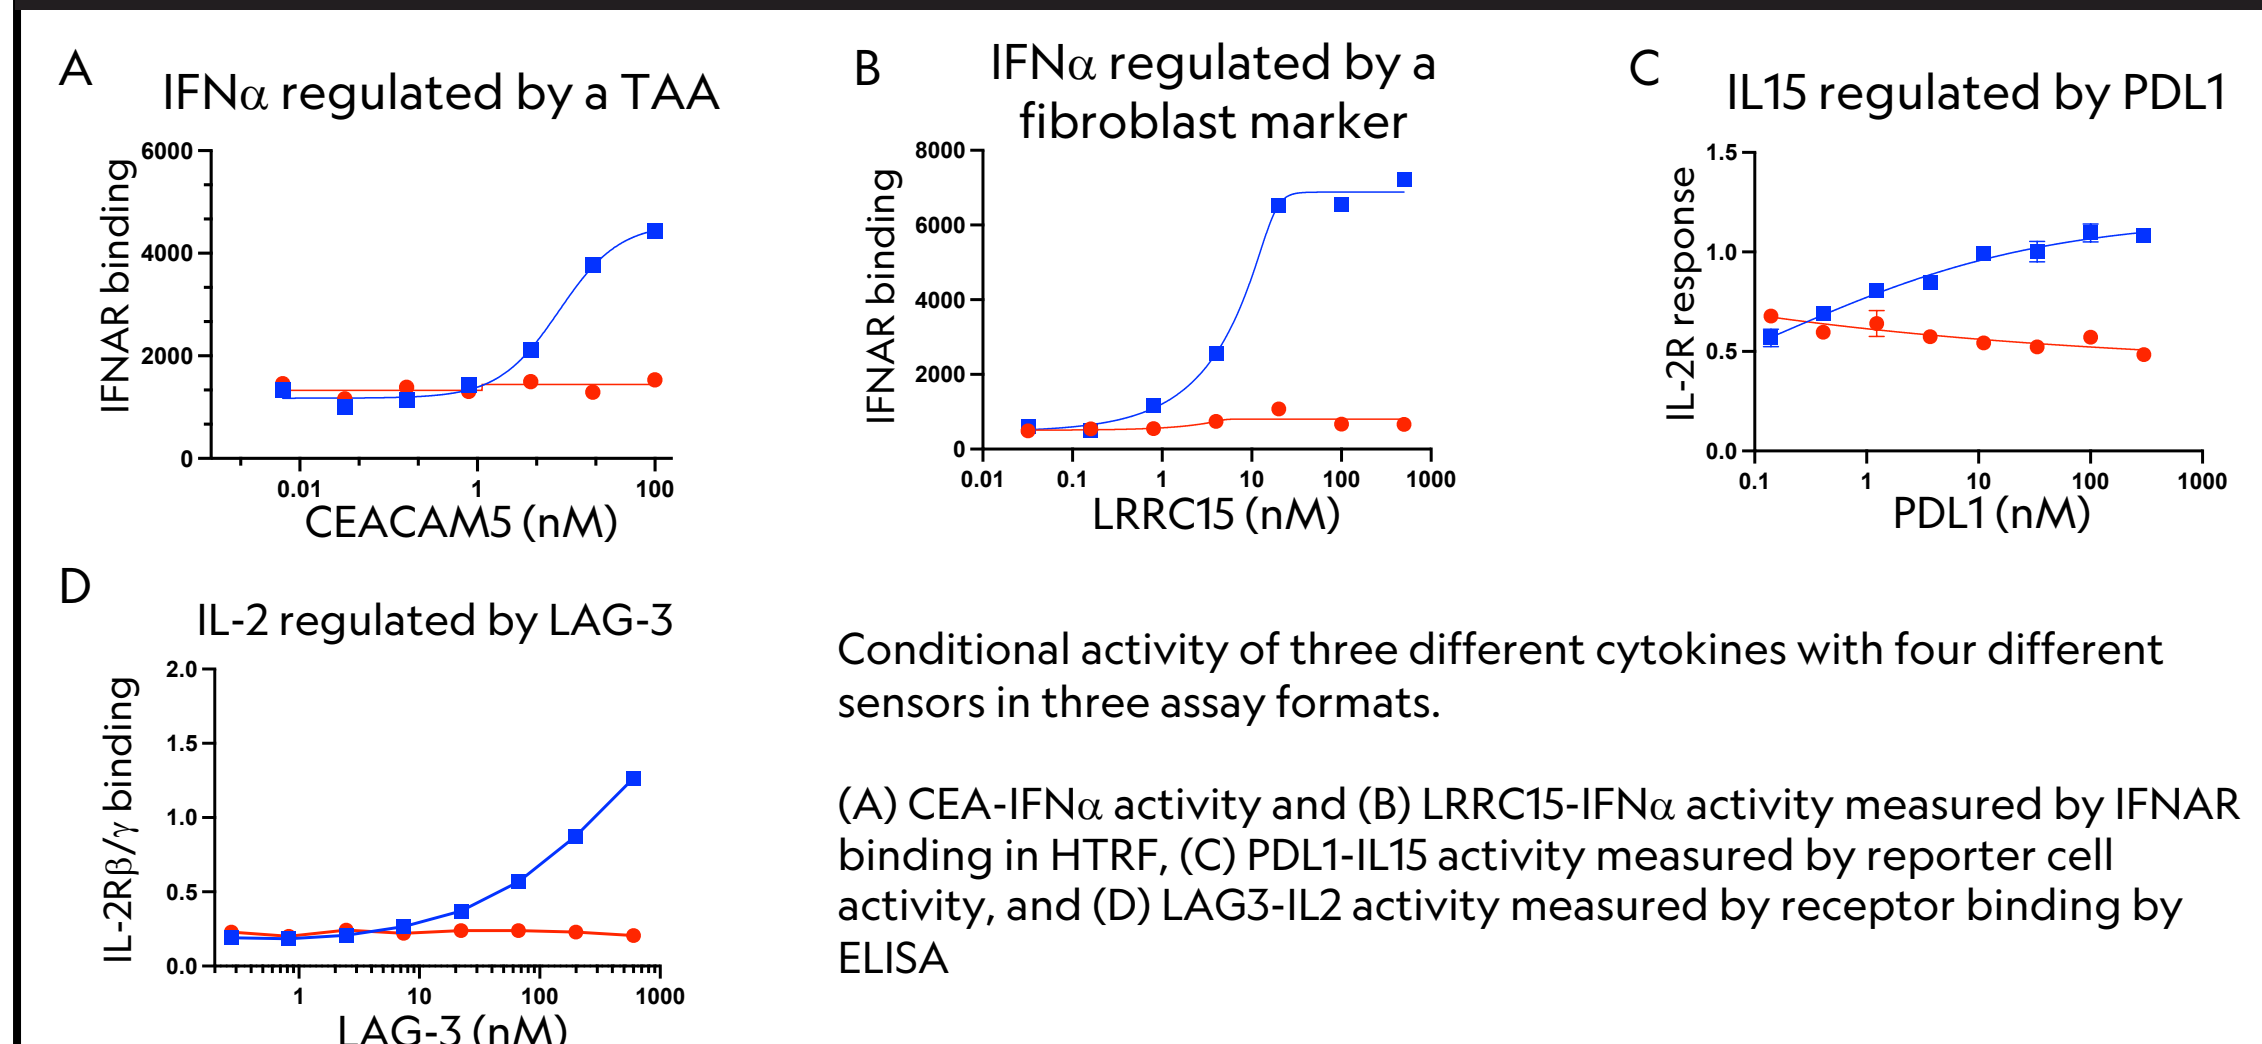 A
IFNα regulated by a TAA
IFNAR binding
6000
4000
2000
0
0.01
1
100
CEACAM5 (nM)
B
IFNα regulated by a
fibroblast marker
IFNAR binding
8000
6000
4000
2000
0
0.01
0.1
1
10
100
1000
LRRC15 (nM)
C
IL15 regulated by PDL1
IL-2R response
1.5
1.0
0.5
0.0
0.1
1
10
100
1000
PDL1 (nM)
D
IL-2 regulated by LAG-3
IL-2Rβ/γ binding
2.0
1.5
1.0
0.5
0.0
1
10
100
1000
LAG-3 (nM)
Conditional activity of three different cytokines with four different
sensors in three assay formats.
(A) CEA-IFNα activity and (B) LRRC15-IFNα activity measured by IFNAR
binding in HTRF, (C) PDL1-IL15 activity measured by reporter cell
activity, and (D) LAG3-IL2 activity measured by receptor binding by
ELISA